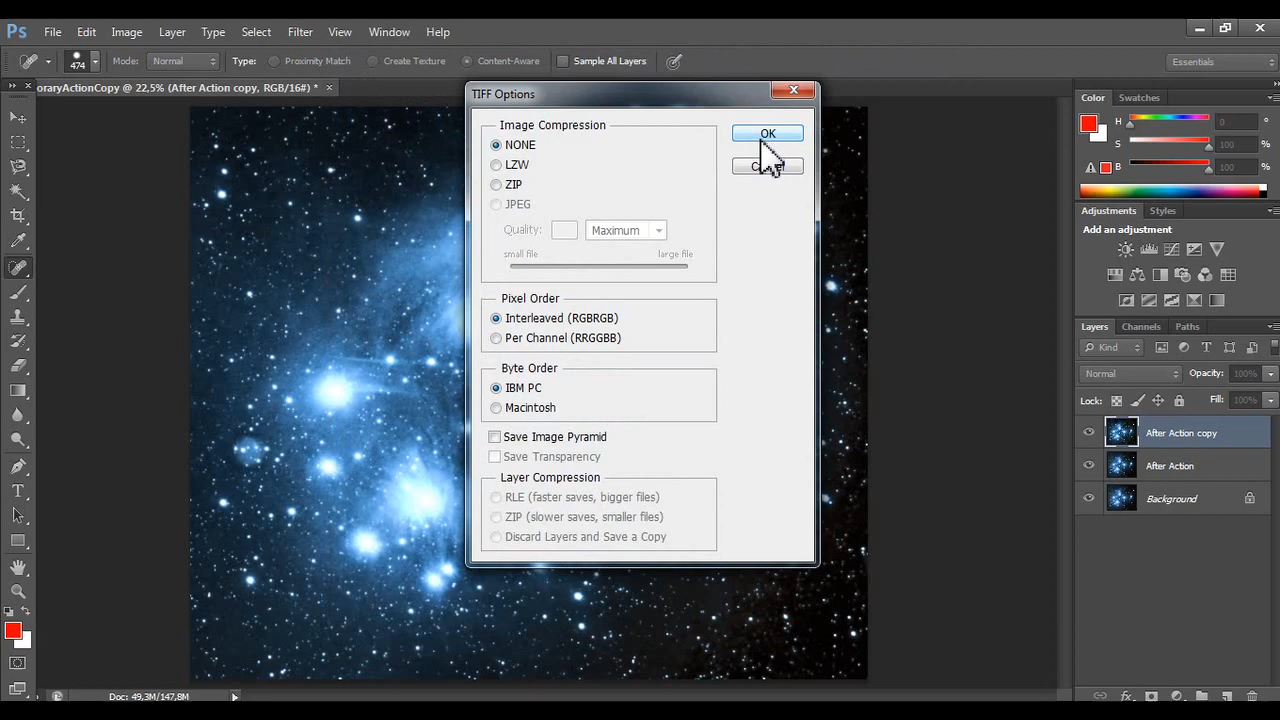 Ps File Edit Image Layer Type Select Filter View Window Help
474 Mode: Normal Type: Proximity Match Create Texture Content-Aware Sample All Layers Essentials
oraryActionCopy @ 22,5% (After Action copy, RGB/16#) *
TIFF Options
Image Compression
NONE
LZW
ZIP
JPEG
Quality: Maximum
small file large file
Pixel Order
Interleaved (RGBRGB)
Per Channel (RRGGBB)
Byte Order
IBM PC
Macintosh
Save Image Pyramid
Save Transparency
Layer Compression
RLE (faster saves, bigger files)
ZIP (slower saves, smaller files)
Discard Layers and Save a Copy
OK
Color Swatches
H 0 °
S 100 %
B 100 %
Adjustments Styles
Add an adjustment
Layers Channels Paths
Kind
Normal Opacity: 100%
Lock: Fill: 100%
After Action copy
After Action
Background
Doc: 49,3M/147,8M